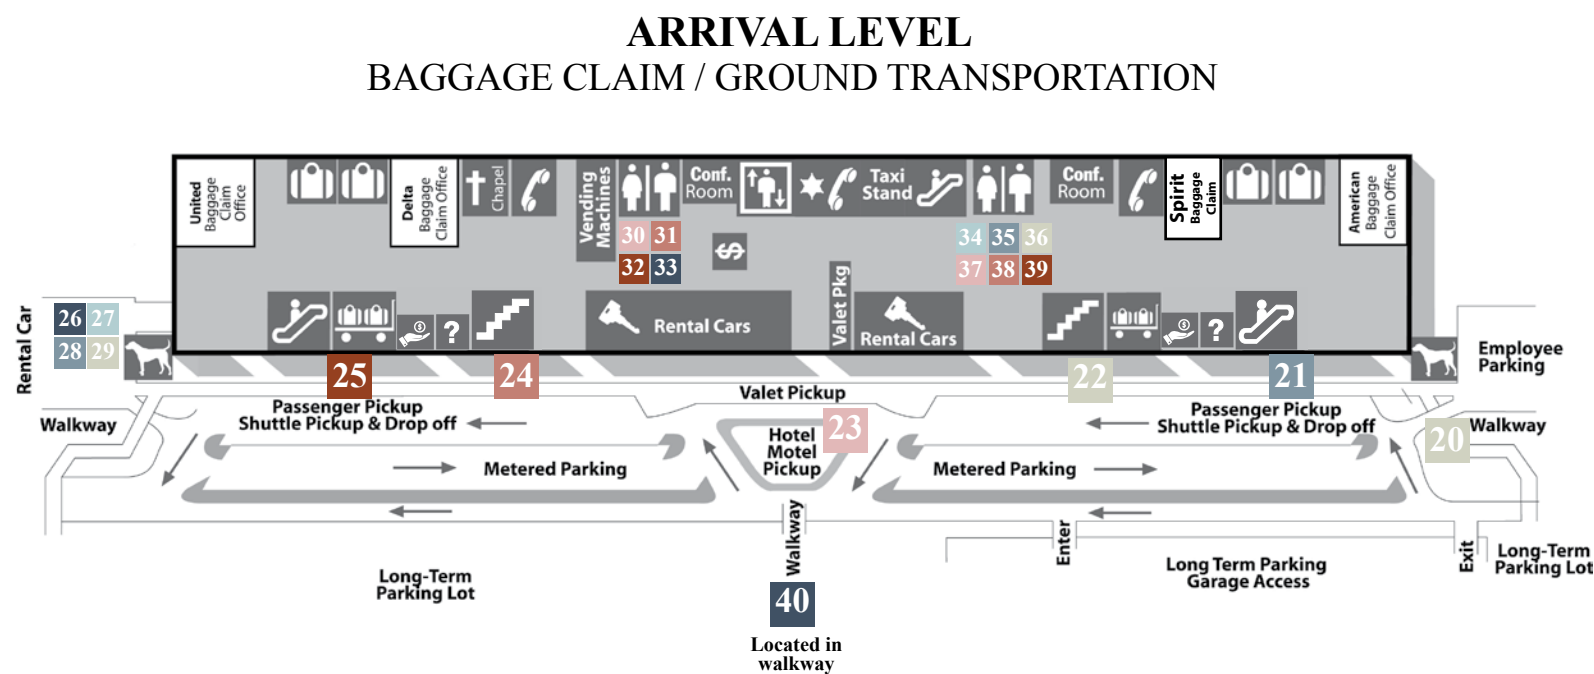 ARRIVAL LEVEL
BAGGAGE CLAIM / GROUND TRANSPORTATION
United
Baggage
Claim
Office
Delta
Baggage
Claim Office
Chapel
Vending
Machines
Conf.
Room
Taxi
Stand
Conf.
Room
Spirit
Baggage
Claim
American
Baggage
Claim Office
30 31
32 33
$
34 35 36
37 38 39
Valet Pkg
Rental Car
26 27
28 29
$
?
Rental Cars
Rental Cars
$
?
Employee
Parking
25
24
22
21
Valet Pickup
Walkway
Passenger Pickup
Shuttle Pickup & Drop off
Hotel
Motel
Pickup
23
Passenger Pickup
Shuttle Pickup & Drop off
20
Walkway
Metered Parking
Metered Parking
Walkway
Enter
Exit
Long-Term
Parking Lot
Long Term Parking
Garage Access
Long-Term
Parking Lot
40
Located in
walkway